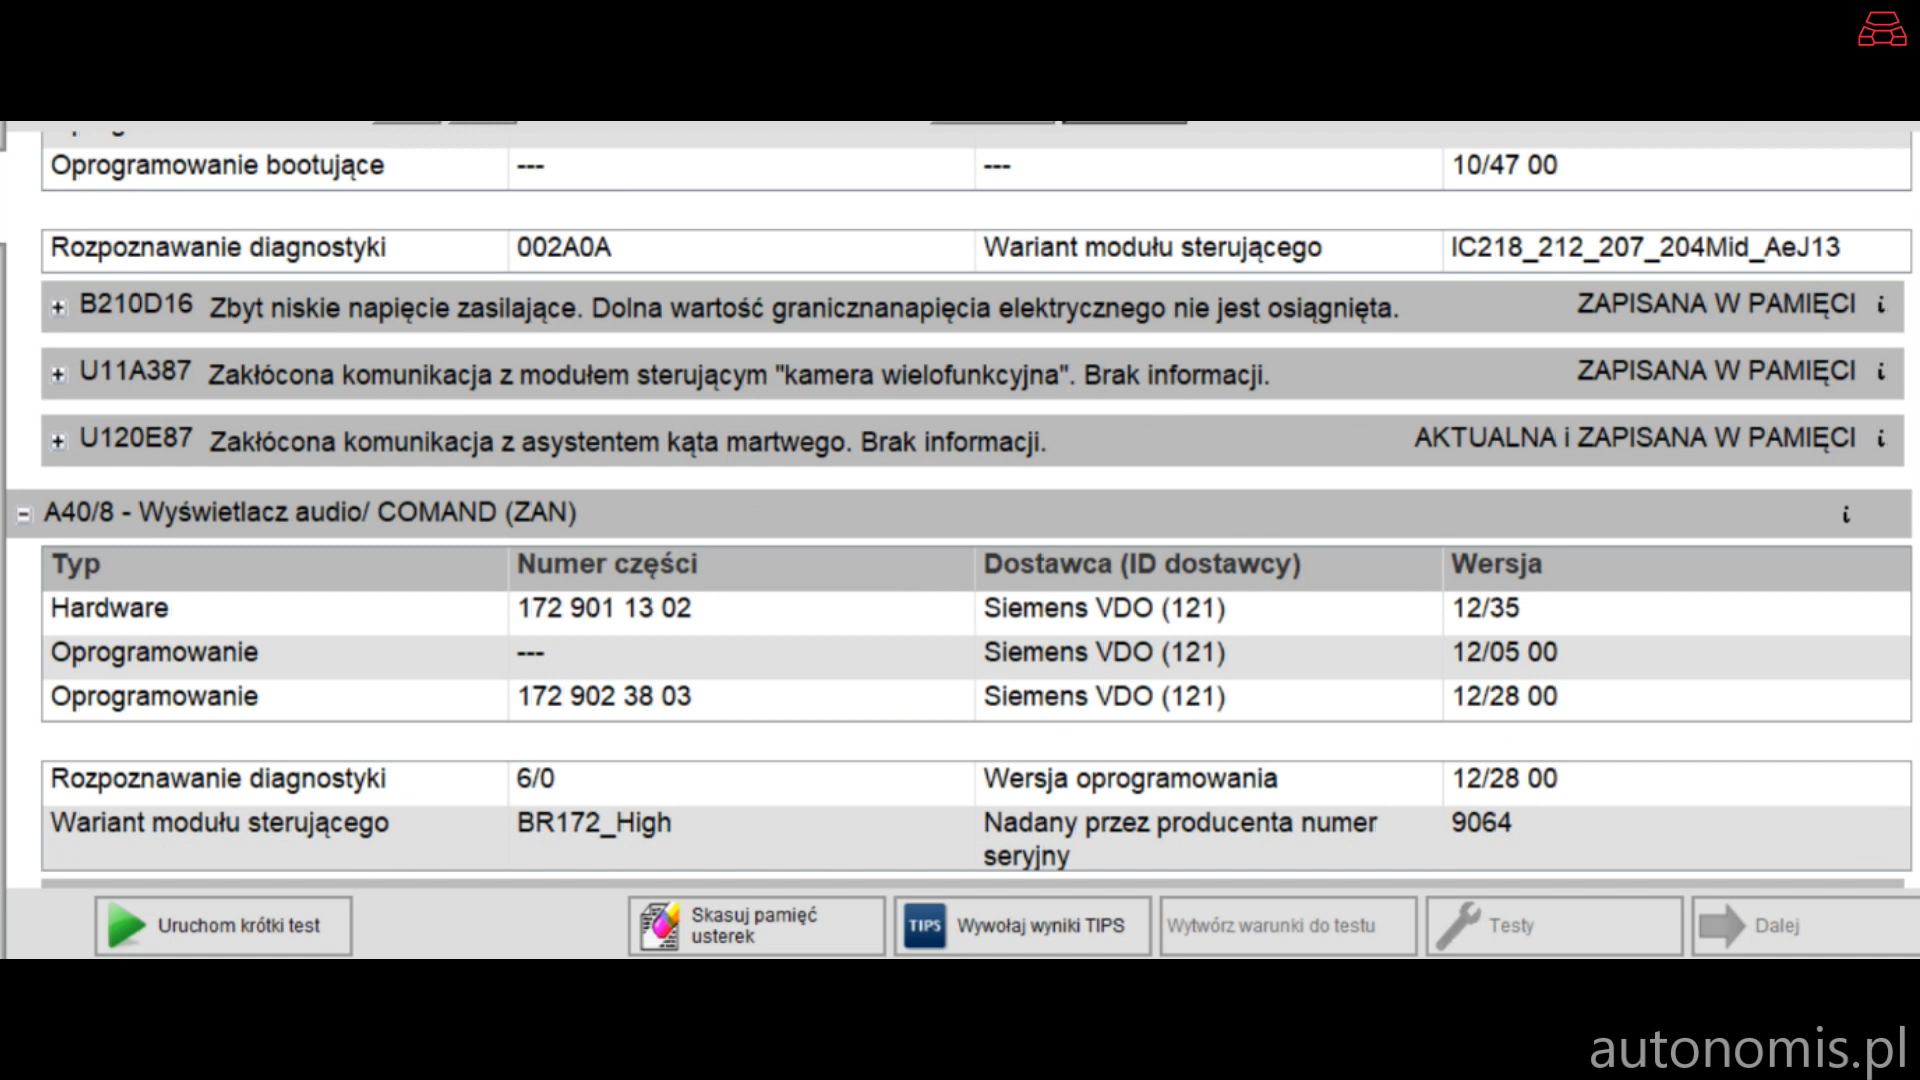 Oprogramowanie bootujące --- --- 10/47 00
Rozpoznawanie diagnostyki 002A0A Wariant modułu sterującego IC218_212_207_204Mid_AeJ13
B210D16 Zbyt niskie napięcie zasilające. Dolna wartość granicznanapięcia elektrycznego nie jest osiągnięta. ZAPISANA W PAMIĘCI i
U11A387 Zakłócona komunikacja z modułem sterującym "kamera wielofunkcyjna". Brak informacji. ZAPISANA W PAMIĘCI i
U120E87 Zakłócona komunikacja z asystentem kąta martwego. Brak informacji. AKTUALNA i ZAPISANA W PAMIĘCI i
A40/8 - Wyświetlacz audio/ COMAND (ZAN) i
Typ Numer części Dostawca (ID dostawcy) Wersja
Hardware 172 901 13 02 Siemens VDO (121) 12/35
Oprogramowanie --- Siemens VDO (121) 12/05 00
Oprogramowanie 172 902 38 03 Siemens VDO (121) 12/28 00
Rozpoznawanie diagnostyki 6/0 Wersja oprogramowania 12/28 00
Wariant modułu sterującego BR172_High Nadany przez producenta numer 9064
seryjny
Uruchom krótki test
Skasuj pamięć
usterek
TIPS Wywołaj wyniki TIPS
Wytwórz warunki do testu
Testy
Dalej
autonomis.pl